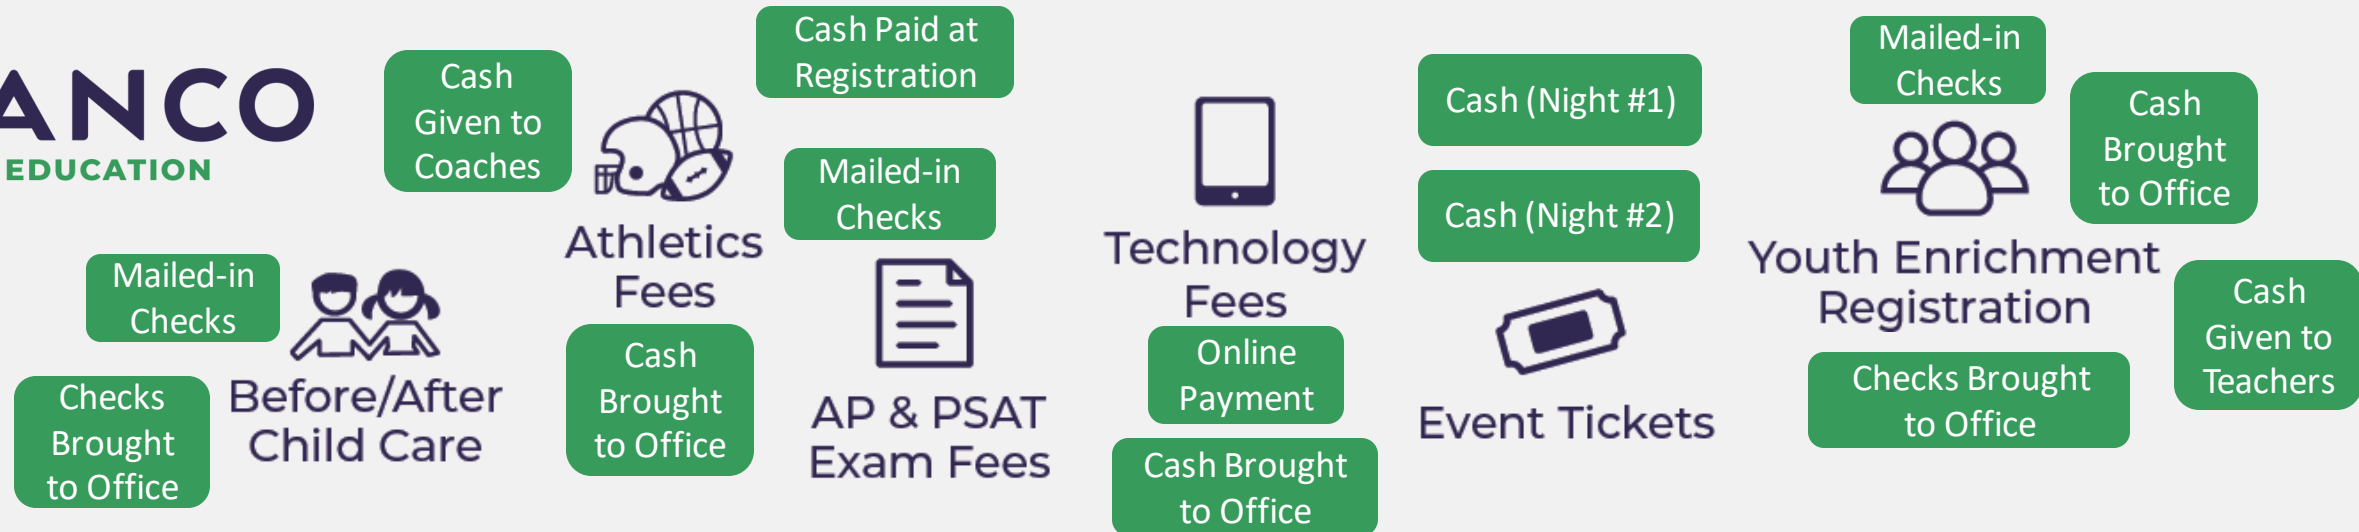 ANCO
EDUCATION
Cash
Given to
Coaches
Cash Paid at
Registration
Mailed-in
Checks
Athletics
Fees
Cash
Brought
to Office
Mailed-in
Checks
Checks
Brought
to Office
Before/After
Child Care
AP & PSAT
Exam Fees
Technology
Fees
Online
Payment
Cash Brought
to Office
Cash (Night #1)
Cash (Night #2)
Event Tickets
Mailed-in
Checks
Cash
Brought
to Office
Youth Enrichment
Registration
Cash
Given to
Teachers
Checks Brought
to Office